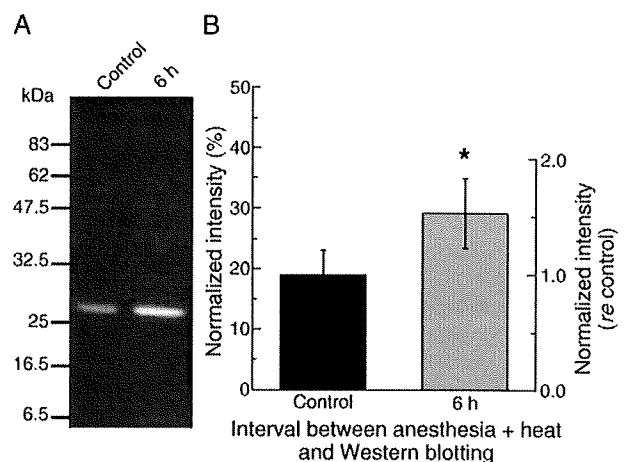 A
Control
6 h
kDa
83
62
47.5
32.5
25
16.5
6.5
B
Normalized intensity (%)
50
40
30
20
10
0
*
2.0
1.0
0.0
Normalized intensity
(re control)
Control
6 h
Interval between anesthesia + heat
and Western blotting